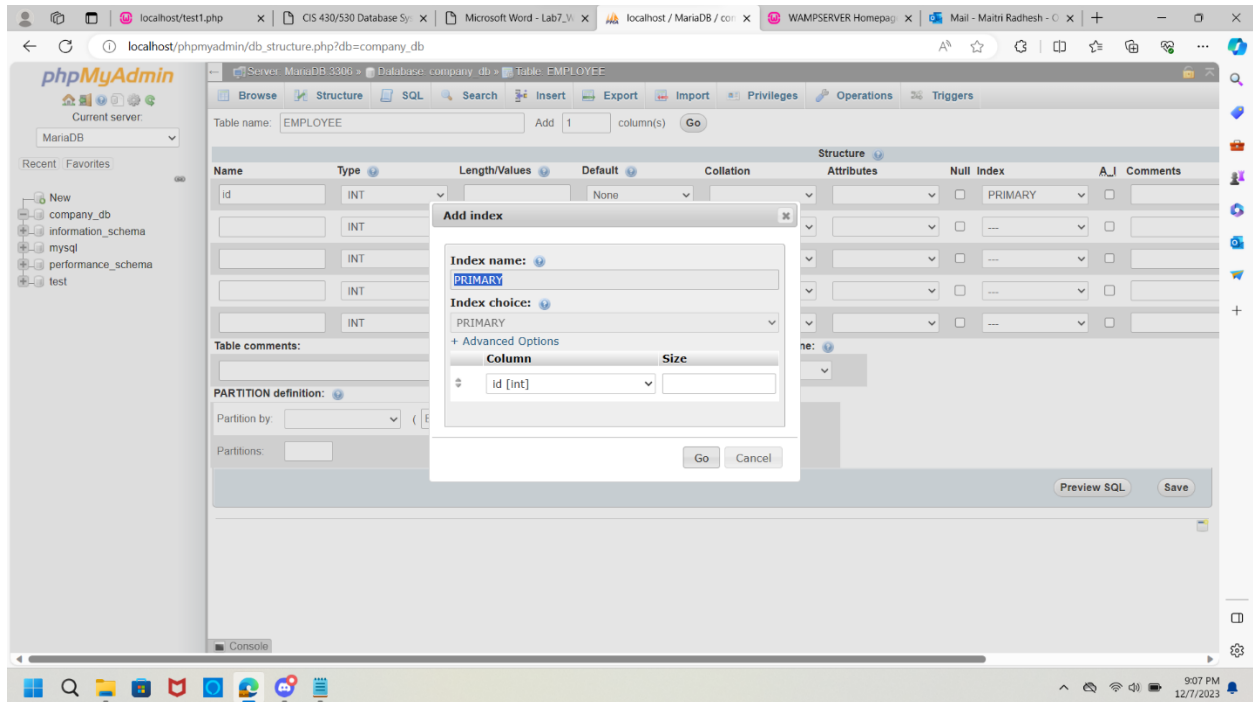 localhost/test1.php
CIS 430/530 Database Sy
Microsoft Word - Lab7_W
localhost / MariaDB / com
WAMPSERVER Homepag
Mail - Maitri Radhesh - O
localhost/phpmyadmin/db_structure.php?db=company_db
phpMyAdmin
Current server:
MariaDB
Recent Favorites
New
company_db
information_schema
mysql
performance_schema
test
Server: MariaDB:3306 » Database: company_db » Table: EMPLOYEE
Browse Structure SQL Search Insert Export Import Privileges Operations Triggers
Table name: EMPLOYEE Add 1 column(s) Go
Structure
Name Type Length/Values Default Collation Attributes Null Index A_I Comments
id INT None PRIMARY
INT ---
INT ---
INT ---
INT ---
Table comments:
PARTITION definition:
Partition by: (
Partitions:
Add index
Index name:
PRIMARY
Index choice:
PRIMARY
+ Advanced Options
Column Size
id [int]
Go Cancel
Preview SQL Save
Console
9:07 PM
12/7/2023